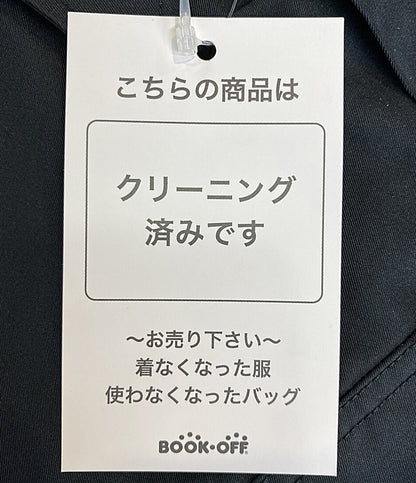 こちらの商品は
クリーニング
済みです
～お売り下さい～
着なくなった服
使わなくなったバッグ
BOOK・OFF